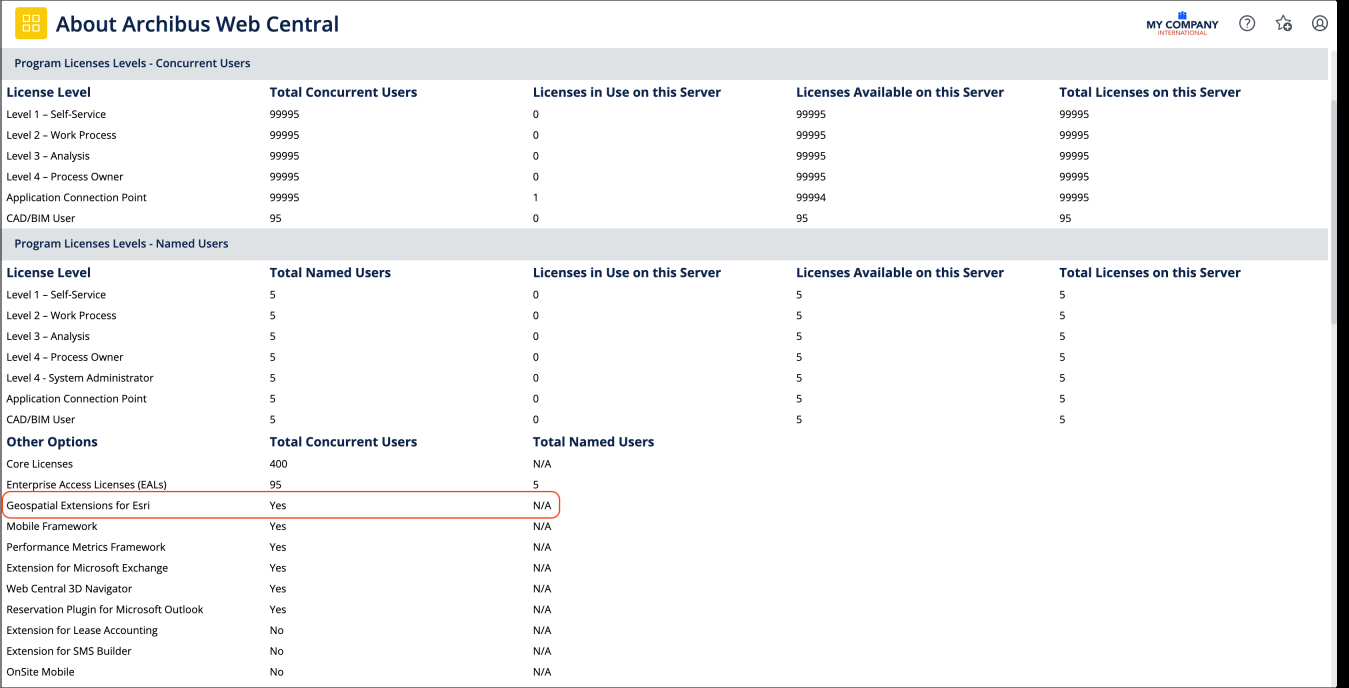 About Archibus Web Central
MY COMPANY
INTERNATIONAL
Program Licenses Levels - Concurrent Users
License Level Total Concurrent Users Licenses in Use on this Server Licenses Available on this Server Total Licenses on this Server
Level 1 – Self-Service 99995 0 99995 99995
Level 2 – Work Process 99995 0 99995 99995
Level 3 – Analysis 99995 0 99995 99995
Level 4 – Process Owner 99995 0 99995 99995
Application Connection Point 99995 1 99994 99995
CAD/BIM User 95 0 95 95
Program Licenses Levels - Named Users
License Level Total Named Users Licenses in Use on this Server Licenses Available on this Server Total Licenses on this Server
Level 1 – Self-Service 5 0 5 5
Level 2 – Work Process 5 0 5 5
Level 3 – Analysis 5 0 5 5
Level 4 – Process Owner 5 0 5 5
Level 4 - System Administrator 5 0 5 5
Application Connection Point 5 0 5 5
CAD/BIM User 5 0 5 5
Other Options Total Concurrent Users Total Named Users
Core Licenses 400 N/A
Enterprise Access Licenses (EALs) 95 5
Geospatial Extensions for Esri Yes N/A
Mobile Framework Yes N/A
Performance Metrics Framework Yes N/A
Extension for Microsoft Exchange Yes N/A
Web Central 3D Navigator Yes N/A
Reservation Plugin for Microsoft Outlook Yes N/A
Extension for Lease Accounting No N/A
Extension for SMS Builder No N/A
OnSite Mobile No N/A